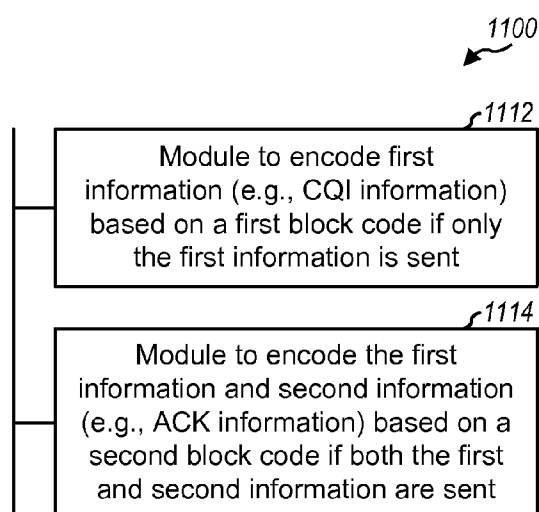 1100
1112
Module to encode first
information (e.g., CQI information)
based on a first block code if only
the first information is sent
1114
Module to encode the first
information and second information
(e.g., ACK information) based on a
second block code if both the first
and second information are sent